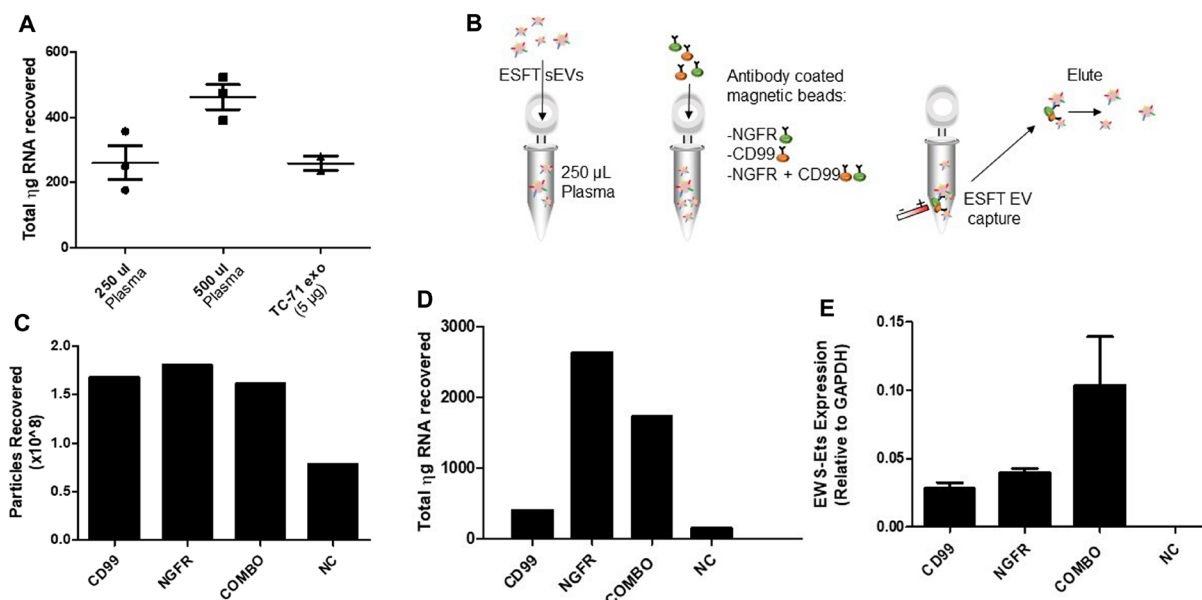 A
Total ηg RNA recovered
600
400
200
0
250 ul
Plasma
500 ul
Plasma
TC-71 exo
(5 µg)
B
ESFT sEVs
250 µL
Plasma
Antibody coated
magnetic beads:
-NGFR
-CD99
-NGFR + CD99
- +
ESFT EV
capture
Elute
C
Particles Recovered
(x10^8)
2.0
1.5
1.0
0.5
0.0
CD99
NGFR
COMBO
NC
D
Total ηg RNA recovered
3000
2000
1000
0
CD99
NGFR
COMBO
NC
E
EWS-Ets Expression
(Relative to GAPDH)
0.15
0.10
0.05
0.00
CD99
NGFR
COMBO
NC